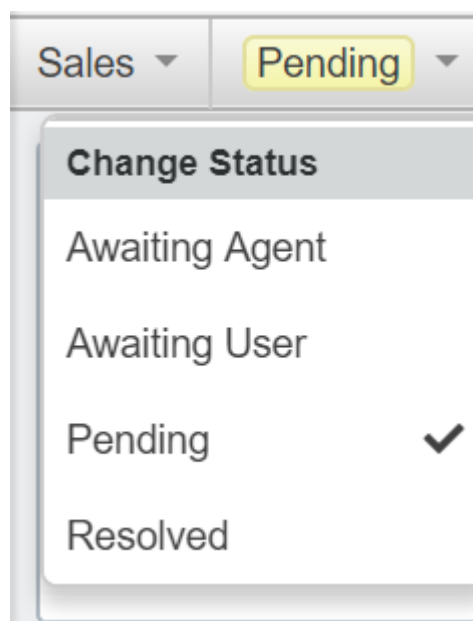 Sales Pending
Change Status
Awaiting Agent
Awaiting User
Pending
Resolved